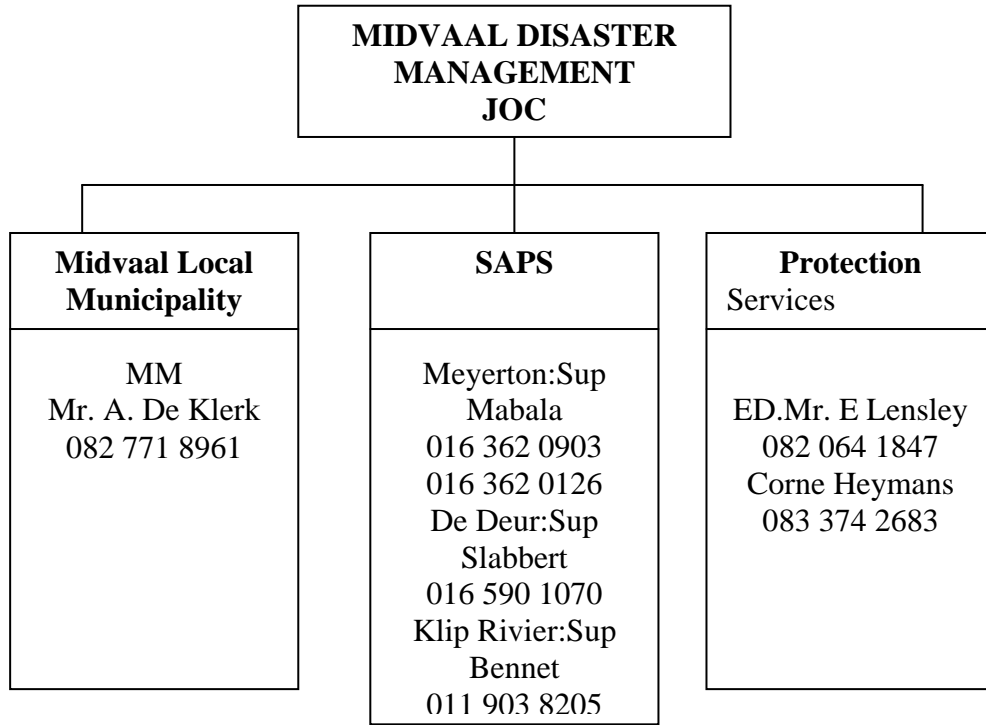 MIDVAAL DISASTER
MANAGEMENT
JOC
Midvaal Local
Municipality
MM
Mr. A. De Klerk
082 771 8961
SAPS
Meyerton:Sup
Mabala
016 362 0903
016 362 0126
De Deur:Sup
Slabbert
016 590 1070
Klip Rivier:Sup
Bennet
011 903 8205
Protection
Services
ED.Mr. E Lensley
082 064 1847
Corne Heymans
083 374 2683